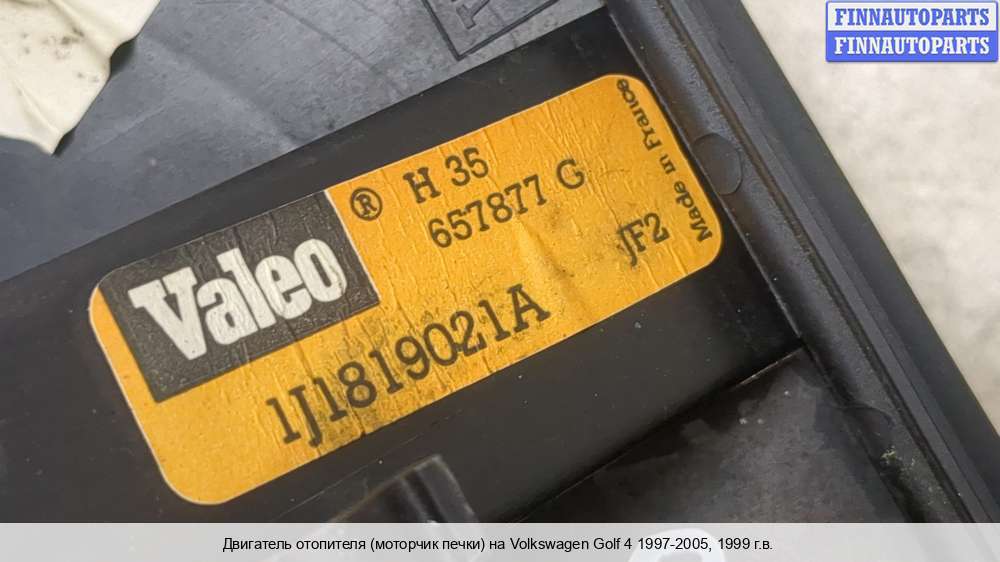 FINNAUTOPARTS
FINNAUTOPARTS
Valeo ®
H 35
657877 G
JF2
Made in France
1J1819021A
Двигатель отопителя (моторчик печки) на Volkswagen Golf 4 1997-2005, 1999 г.в.